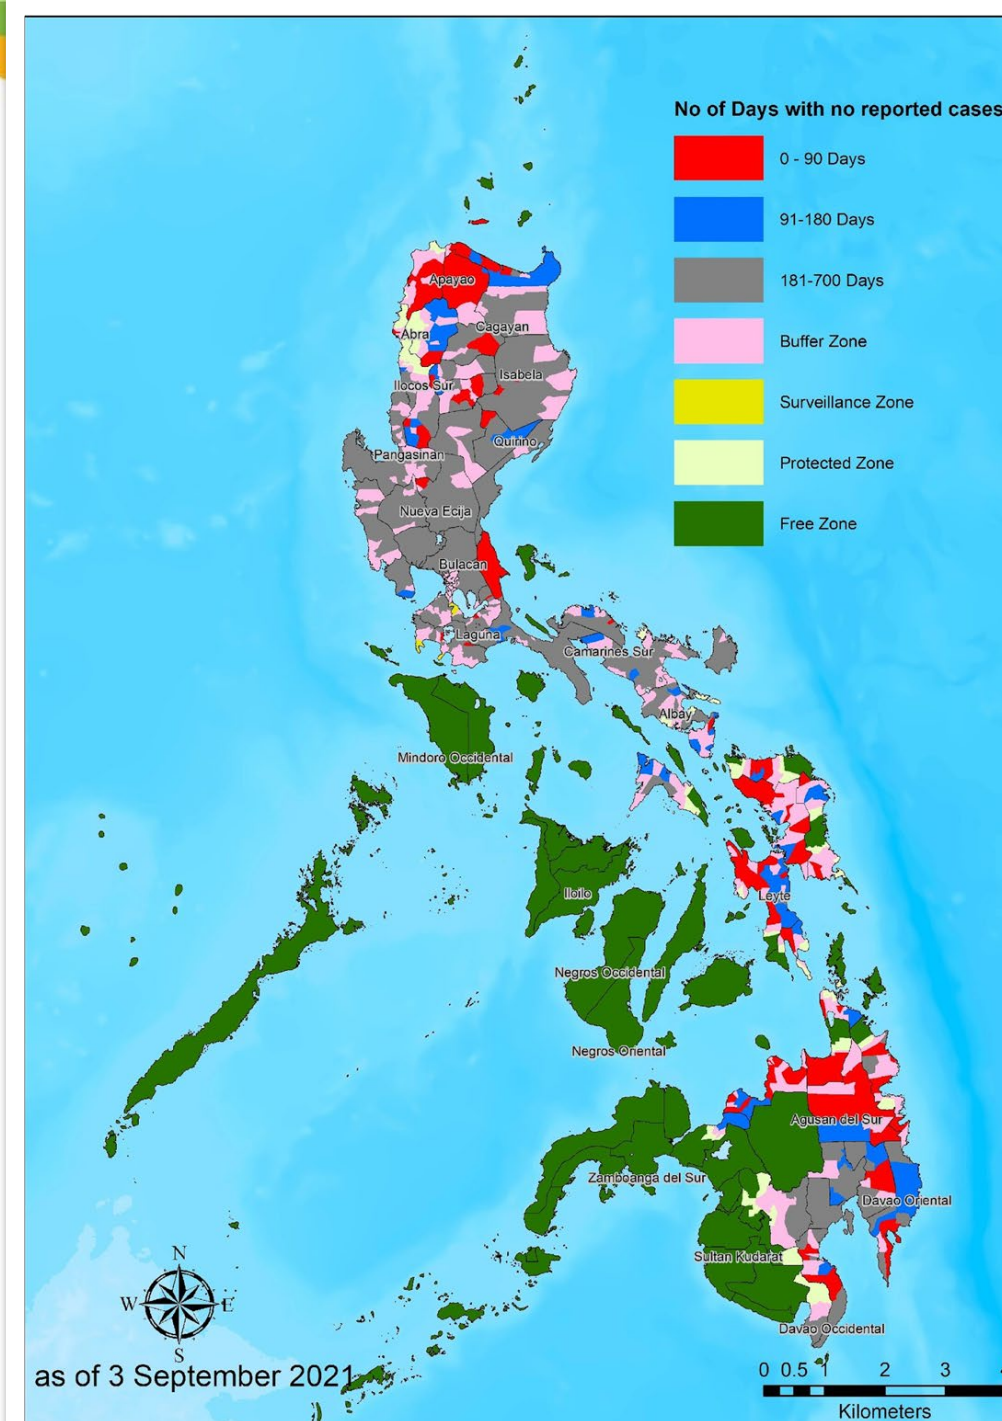 No of Days with no reported cases
0 - 90 Days
91-180 Days
181-700 Days
Buffer Zone
Surveillance Zone
Protected Zone
Free Zone
Apayao
Cagayan
Abra
Isabela
Ilocos Sur
Quirino
Pangasinan
Nueva Ecija
Bulacan
Laguna
Camarines Sur
Albay
Mindoro Occidental
Iloilo
Leyte
Negros Occidental
Negros Oriental
Agusan del Sur
Zamboanga del Sur
Davao Oriental
Sultan Kudarat
Davao Occidental
N
W E
S
as of 3 September 2021
0 0.5 1 2 3
Kilometers